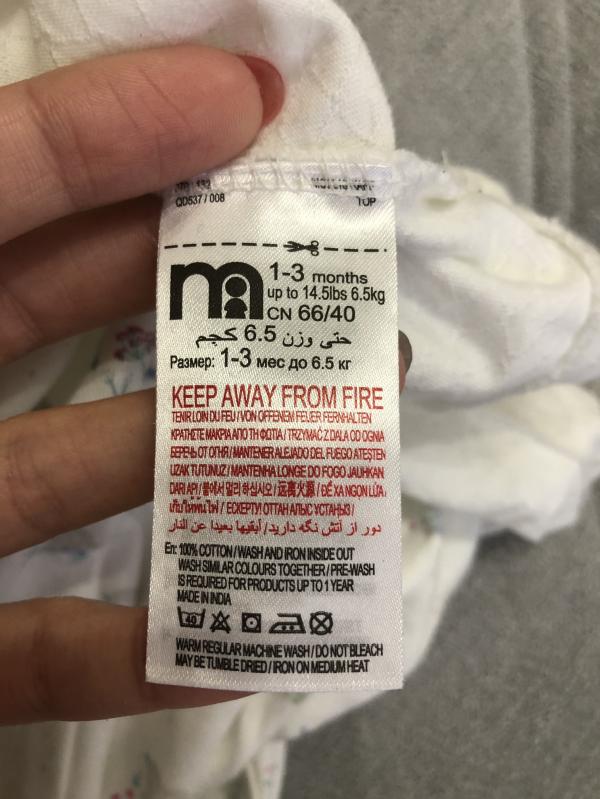 QD537 / 008
TOP
m
1-3 months
up to 14.5lbs 6.5kg
CN 66/40
حتى وزن 6.5 كجم
Размер: 1-3 мес до 6.5 кг
KEEP AWAY FROM FIRE
TENIR LOIN DU FEU / VON OFFENEM FEUER FERNHALTEN
ΚΡΑΤΗΣΤΕ ΜΑΚΡΙΑ ΑΠΟ ΤΗ ΦΩΤΙΑ / TRZYMAĆ Z DALA OD OGNIA
БЕРЕЧЬ ОТ ОГНЯ / MANTENER ALEJADO DEL FUEGO ATEŞTEN
UZAK TUTUNUZ / MANTENHA LONGE DO FOGO JAUHKAN
DARI API / 불에서 멀리 하십시오 / 远离火源 / ĐỂ XA NGỌN LỬA
เก็บให้พ้นไฟ / ЕСКЕРТУ! ОТТАН АЛЫС ҰСТАҢЫЗ /
دور از آتش نگه دارید / أبقيها بعيدا عن النار
En: 100% COTTON / WASH AND IRON INSIDE OUT
WASH SIMILAR COLOURS TOGETHER / PRE-WASH
IS REQUIRED FOR PRODUCTS UP TO 1 YEAR
MADE IN INDIA
40
WARM REGULAR MACHINE WASH / DO NOT BLEACH
MAY BE TUMBLE DRIED / IRON ON MEDIUM HEAT